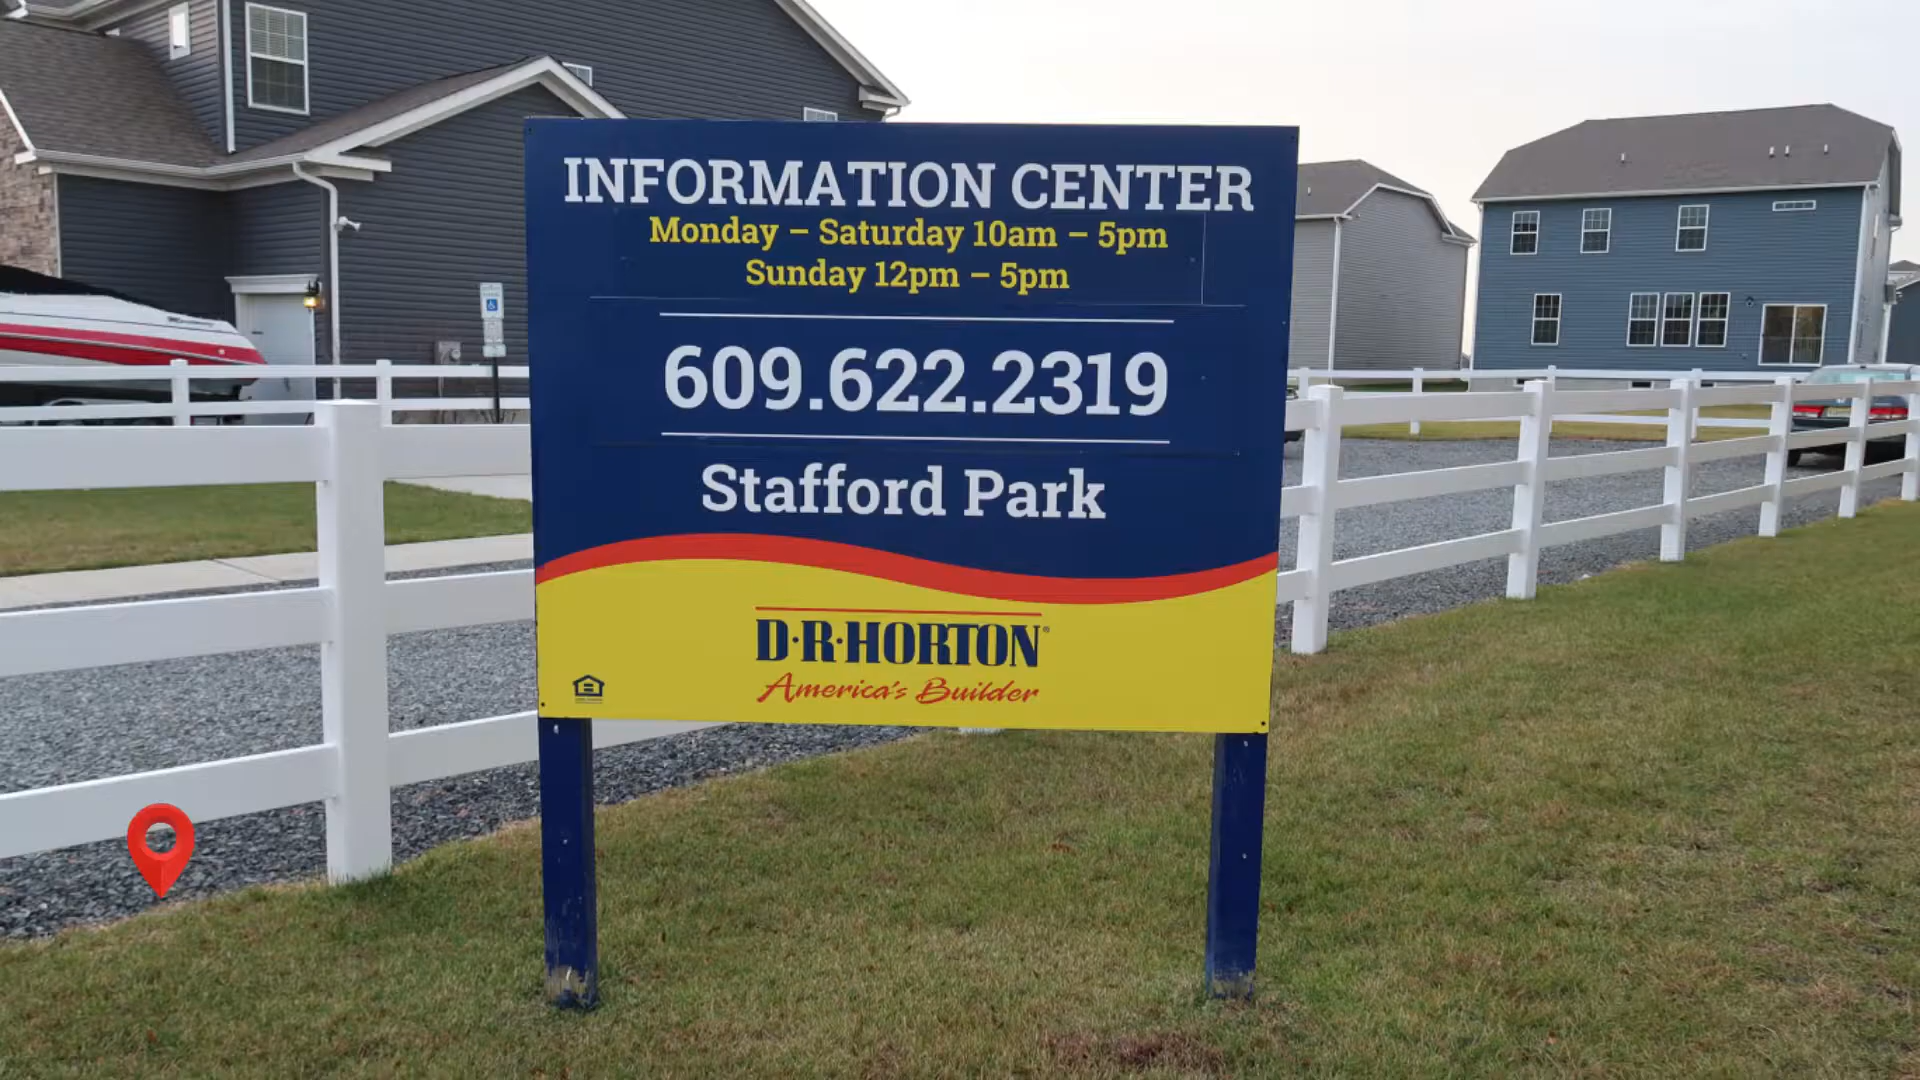 INFORMATION CENTER
Monday – Saturday 10am – 5pm
Sunday 12pm – 5pm
609.622.2319
Stafford Park
D·R·HORTON®
America's Builder